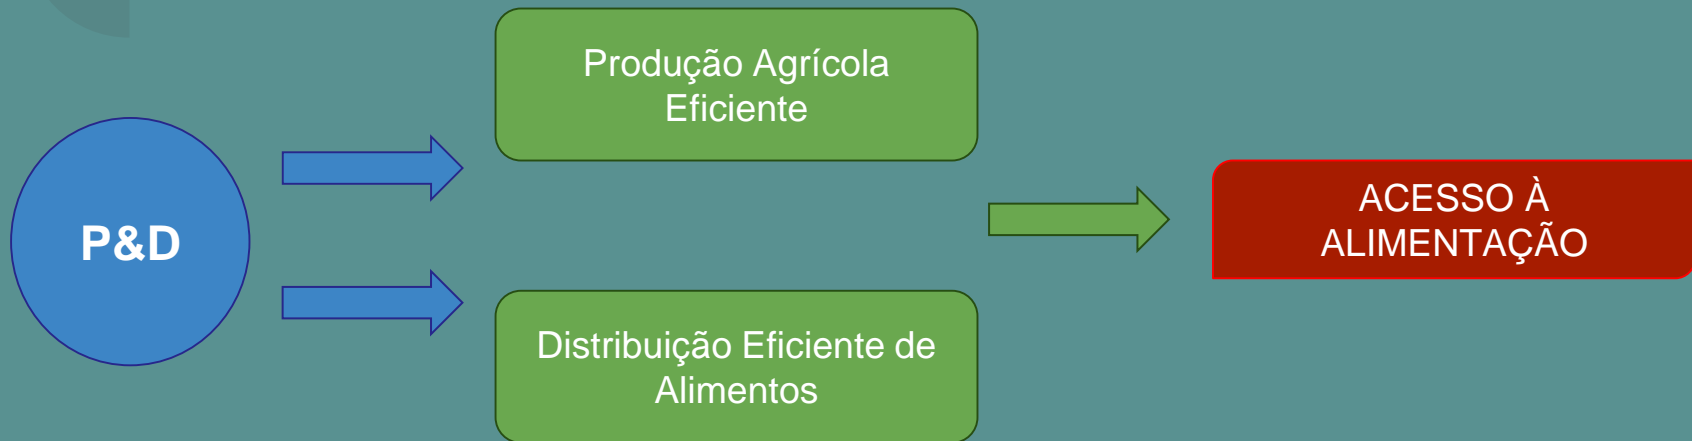 P&D
Produção Agrícola
Eficiente
Distribuição Eficiente de
Alimentos
ACESSO À
ALIMENTAÇÃO